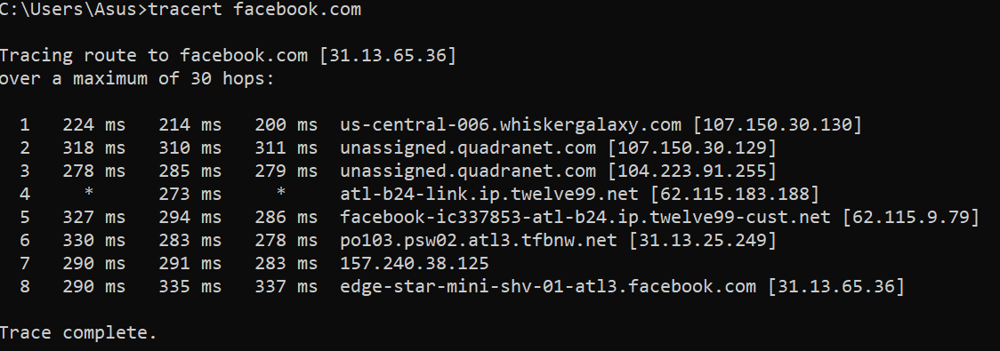 C:\Users\Asus>tracert facebook.com
Tracing route to facebook.com [31.13.65.36]
over a maximum of 30 hops:
1 224 ms 214 ms 200 ms us-central-006.whiskergalaxy.com [107.150.30.130]
2 318 ms 310 ms 311 ms unassigned.quadranet.com [107.150.30.129]
3 278 ms 285 ms 279 ms unassigned.quadranet.com [104.223.91.255]
4 * 273 ms * atl-b24-link.ip.twelve99.net [62.115.183.188]
5 327 ms 294 ms 286 ms facebook-ic337853-atl-b24.ip.twelve99-cust.net [62.115.9.79]
6 330 ms 283 ms 278 ms po103.psw02.atl3.tfbnw.net [31.13.25.249]
7 290 ms 291 ms 283 ms 157.240.38.125
8 290 ms 335 ms 337 ms edge-star-mini-shv-01-atl3.facebook.com [31.13.65.36]
Trace complete.